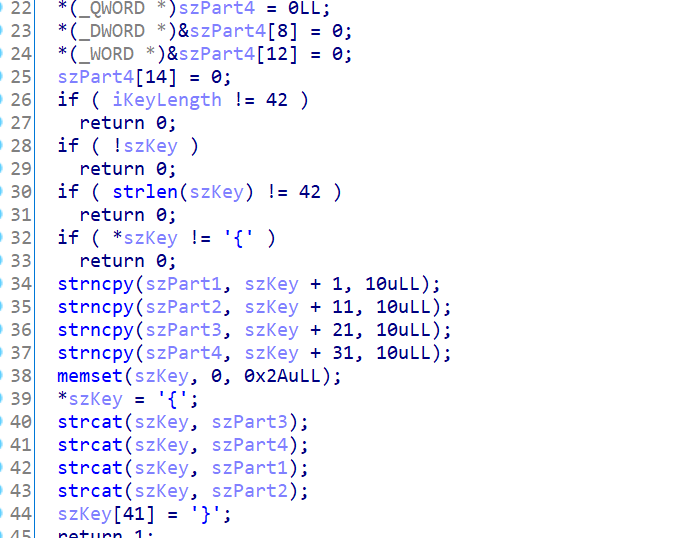 22 *(_QWORD *)szPart4 = 0LL;
23 *(_DWORD *)&szPart4[8] = 0;
24 *(_WORD *)&szPart4[12] = 0;
25 szPart4[14] = 0;
26 if ( iKeyLength != 42 )
27 return 0;
28 if ( !szKey )
29 return 0;
30 if ( strlen(szKey) != 42 )
31 return 0;
32 if ( *szKey != '{' )
33 return 0;
34 strncpy(szPart1, szKey + 1, 10uLL);
35 strncpy(szPart2, szKey + 11, 10uLL);
36 strncpy(szPart3, szKey + 21, 10uLL);
37 strncpy(szPart4, szKey + 31, 10uLL);
38 memset(szKey, 0, 0x2AuLL);
39 *szKey = '{';
40 strcat(szKey, szPart3);
41 strcat(szKey, szPart4);
42 strcat(szKey, szPart1);
43 strcat(szKey, szPart2);
44 szKey[41] = '}';
45 return 1;